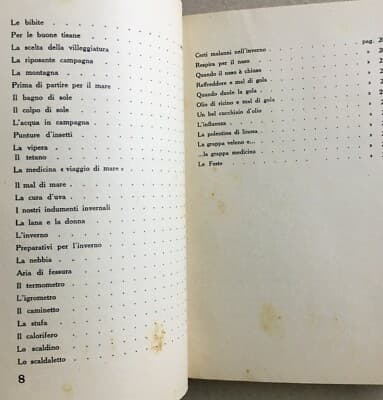 Le bibite
Per le buone tisane
La scelta della villeggiatura
La riposante campagna
La montagna
Prima di partire per il mare
Il bagno di sole
Il colpo di sole
L'acqua in campagna
Punture d'insetti
La vipera
Il tetano
La medicina « viaggio di mare »
Il mal di mare
La cura d'uva
I nostri indumenti invernali
La lana e la donna
L'inverno
Preparativi per l'inverno
La nebbia
Aria di fessura
Il termometro
L'igrometro
Il caminetto
La stufa
Il calorifero
Lo scaldino
Lo scaldaletto
8
Certi malanni nell'inverno pag. 2
Respira per il naso » 2
Quando il naso è chiuso » 2
Raffreddore e mal di gola » 2
Quando duole la gola » 2
Olio di ricino e mal di gola »
Un bel cucchiaio d'olio »
L'influenza »
La polentina di linosa »
La grappa veleno e... »
...la grappa medicina »
Le Feste »